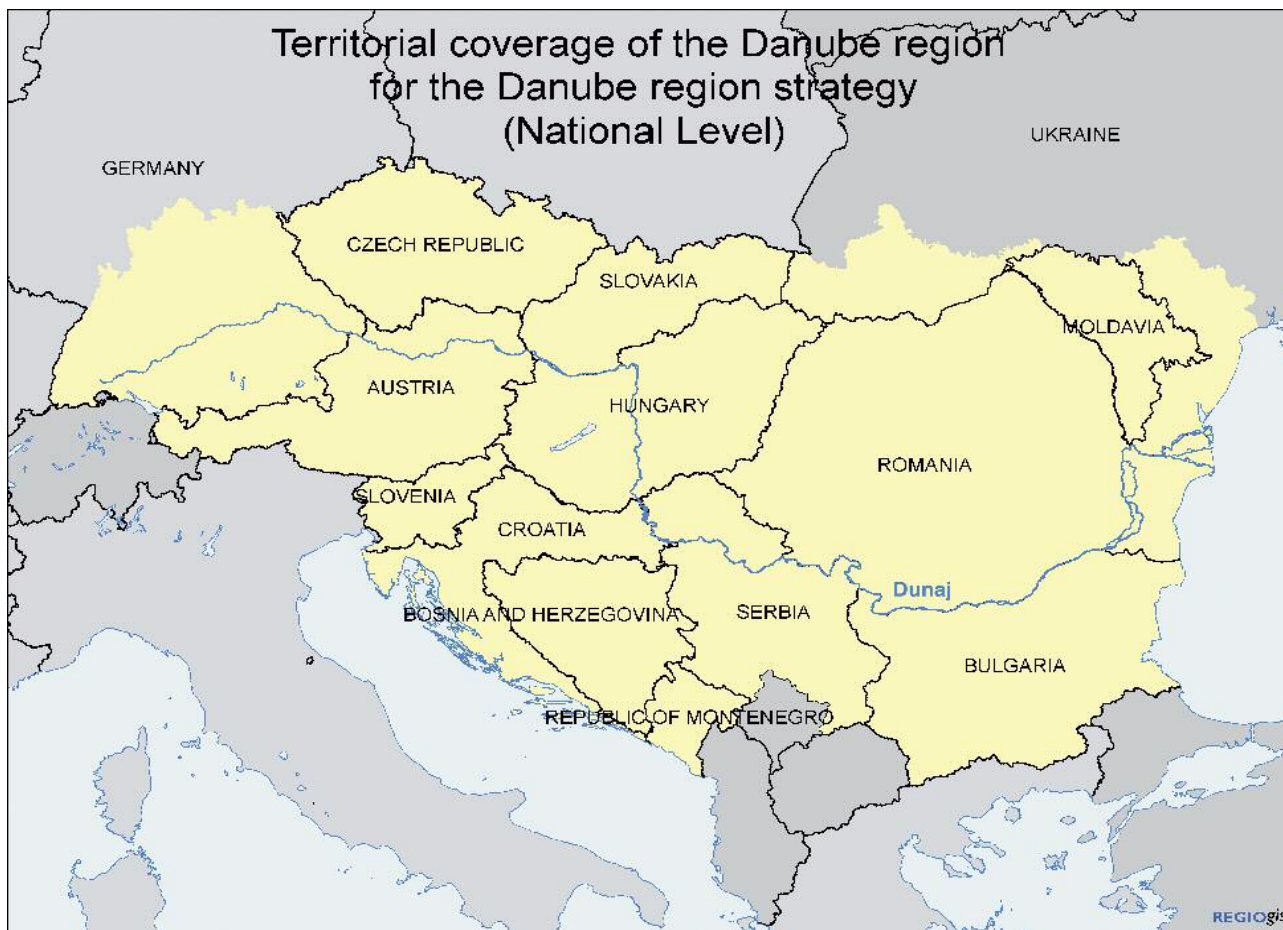 Territorial coverage of the Danube region
for the Danube region strategy
(National Level)
UKRAINE
GERMANY
CZECH REPUBLIC
SLOVAKIA
MOLDAVIA
AUSTRIA
HUNGARY
ROMANIA
SLOVENIA
CROATIA
Dunaj
BOSNIA AND HERZEGOVINA
SERBIA
BULGARIA
REPUBLIC OF MONTENEGRO
REGIOgis